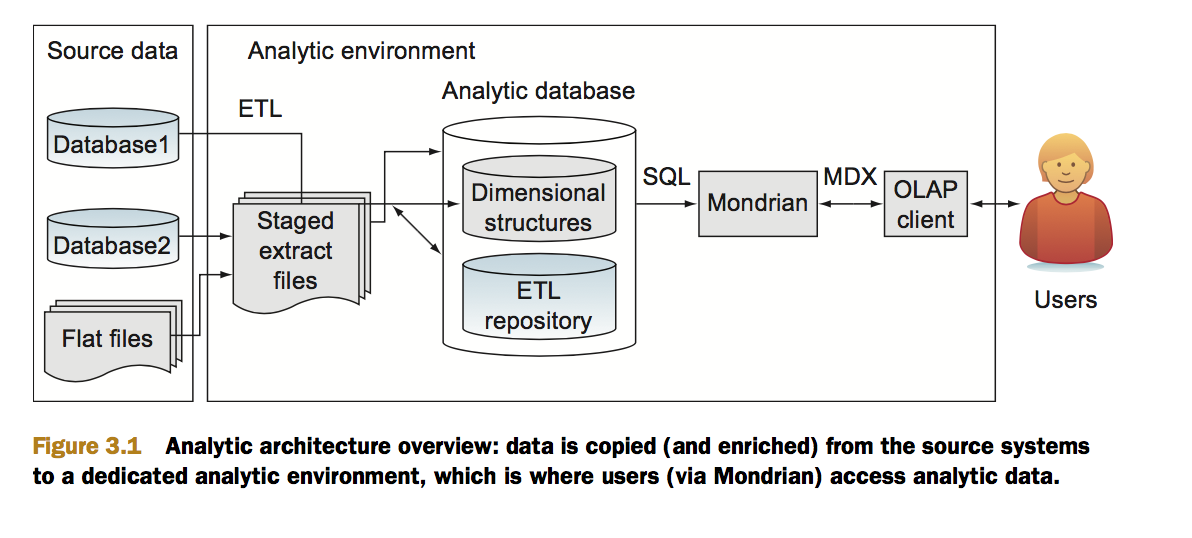 Source data
Analytic environment
Analytic database
ETL
Database1
Database2
Flat files
Staged
extract
files
Dimensional
structures
ETL
repository
SQL
Mondrian
MDX
OLAP
client
Users
Figure 3.1 Analytic architecture overview: data is copied (and enriched) from the source systems
to a dedicated analytic environment, which is where users (via Mondrian) access analytic data.